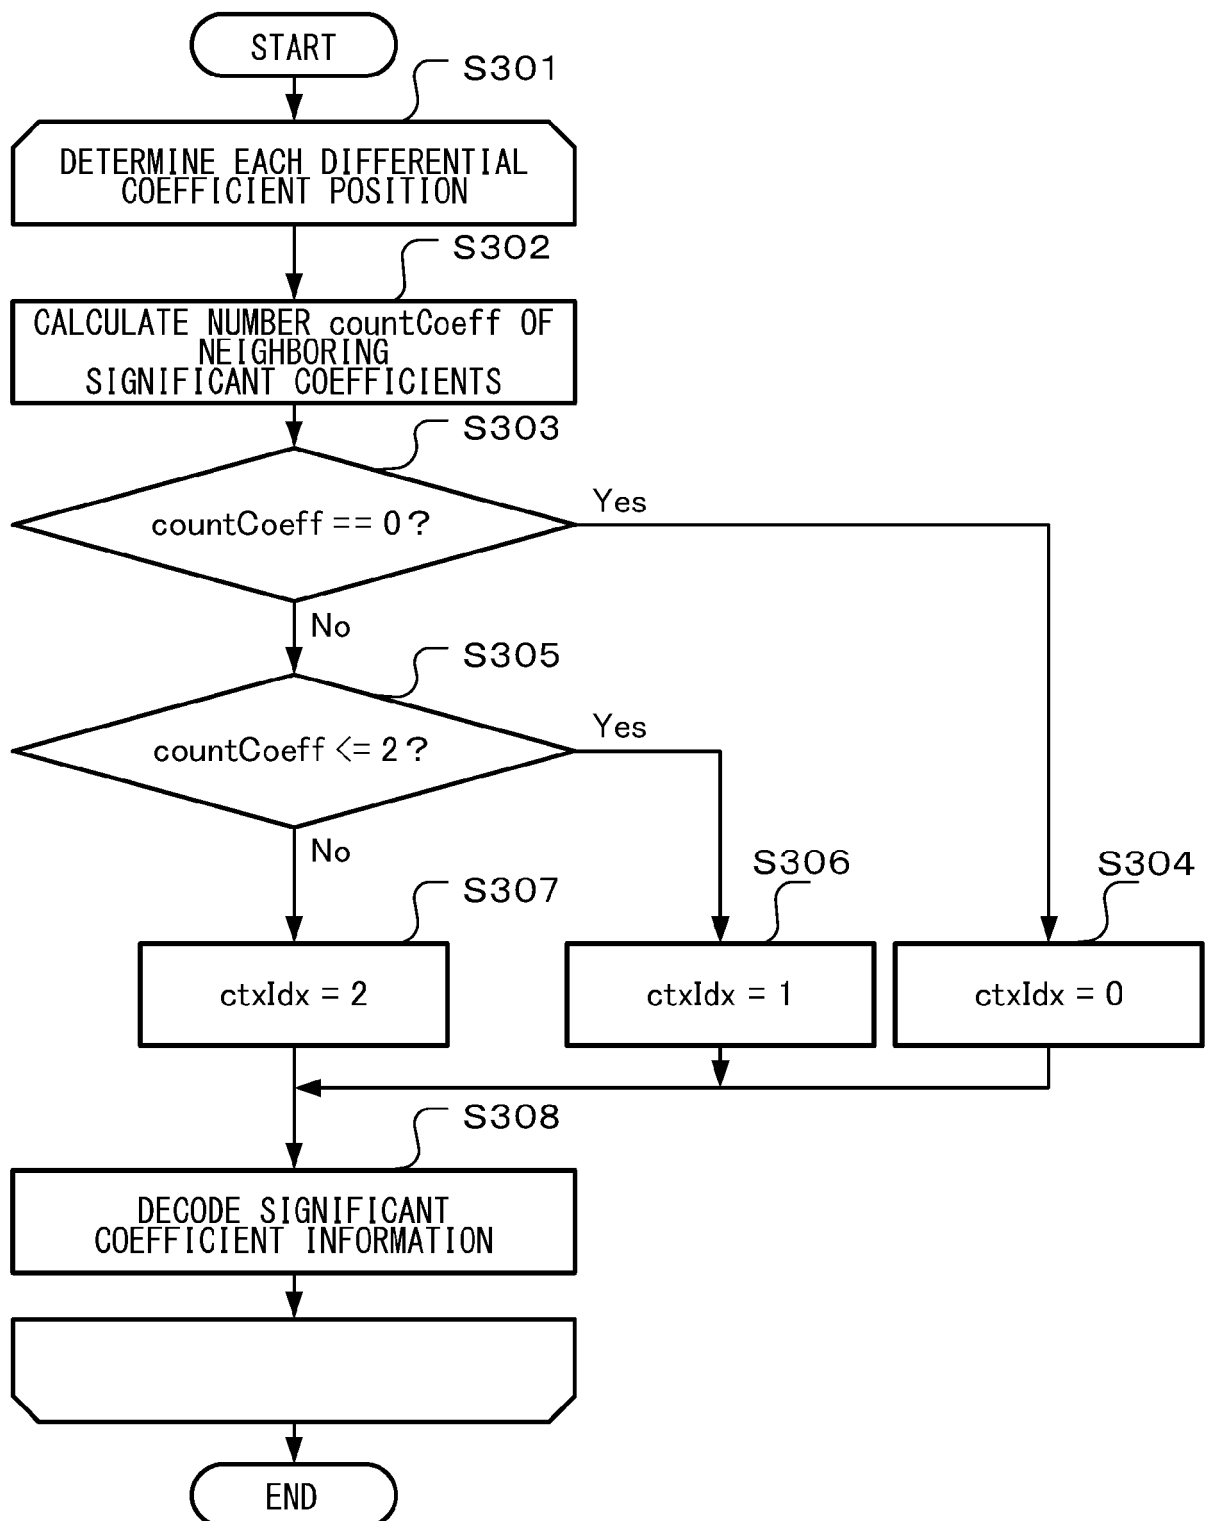 START
S301
DETERMINE EACH DIFFERENTIAL
COEFFICIENT POSITION
S302
CALCULATE NUMBER countCoeff OF
NEIGHBORING
SIGNIFICANT COEFFICIENTS
S303
countCoeff == 0?
Yes
No
S305
countCoeff <= 2?
Yes
No
S307
S306
S304
ctxIdx = 2
ctxIdx = 1
ctxIdx = 0
S308
DECODE SIGNIFICANT
COEFFICIENT INFORMATION
END